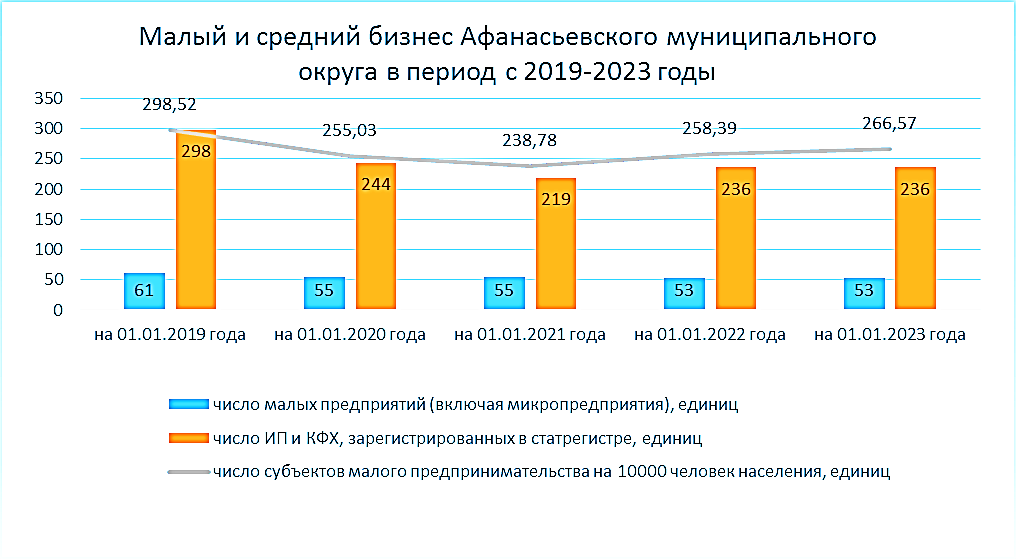 Малый и средний бизнес Афанасьевского муниципального
округа в период с 2019-2023 годы
350
300
250
200
150
100
50
0
298,52
255,03
238,78
258,39
266,57
298
244
219
236
236
61
55
55
53
53
на 01.01.2019 года
на 01.01.2020 года
на 01.01.2021 года
на 01.01.2022 года
на 01.01.2023 года
число малых предприятий (включая микропредприятия), единиц
число ИП и КФХ, зарегистрированных в статрегистре, единиц
число субъектов малого предпринимательства на 10000 человек населения, единиц